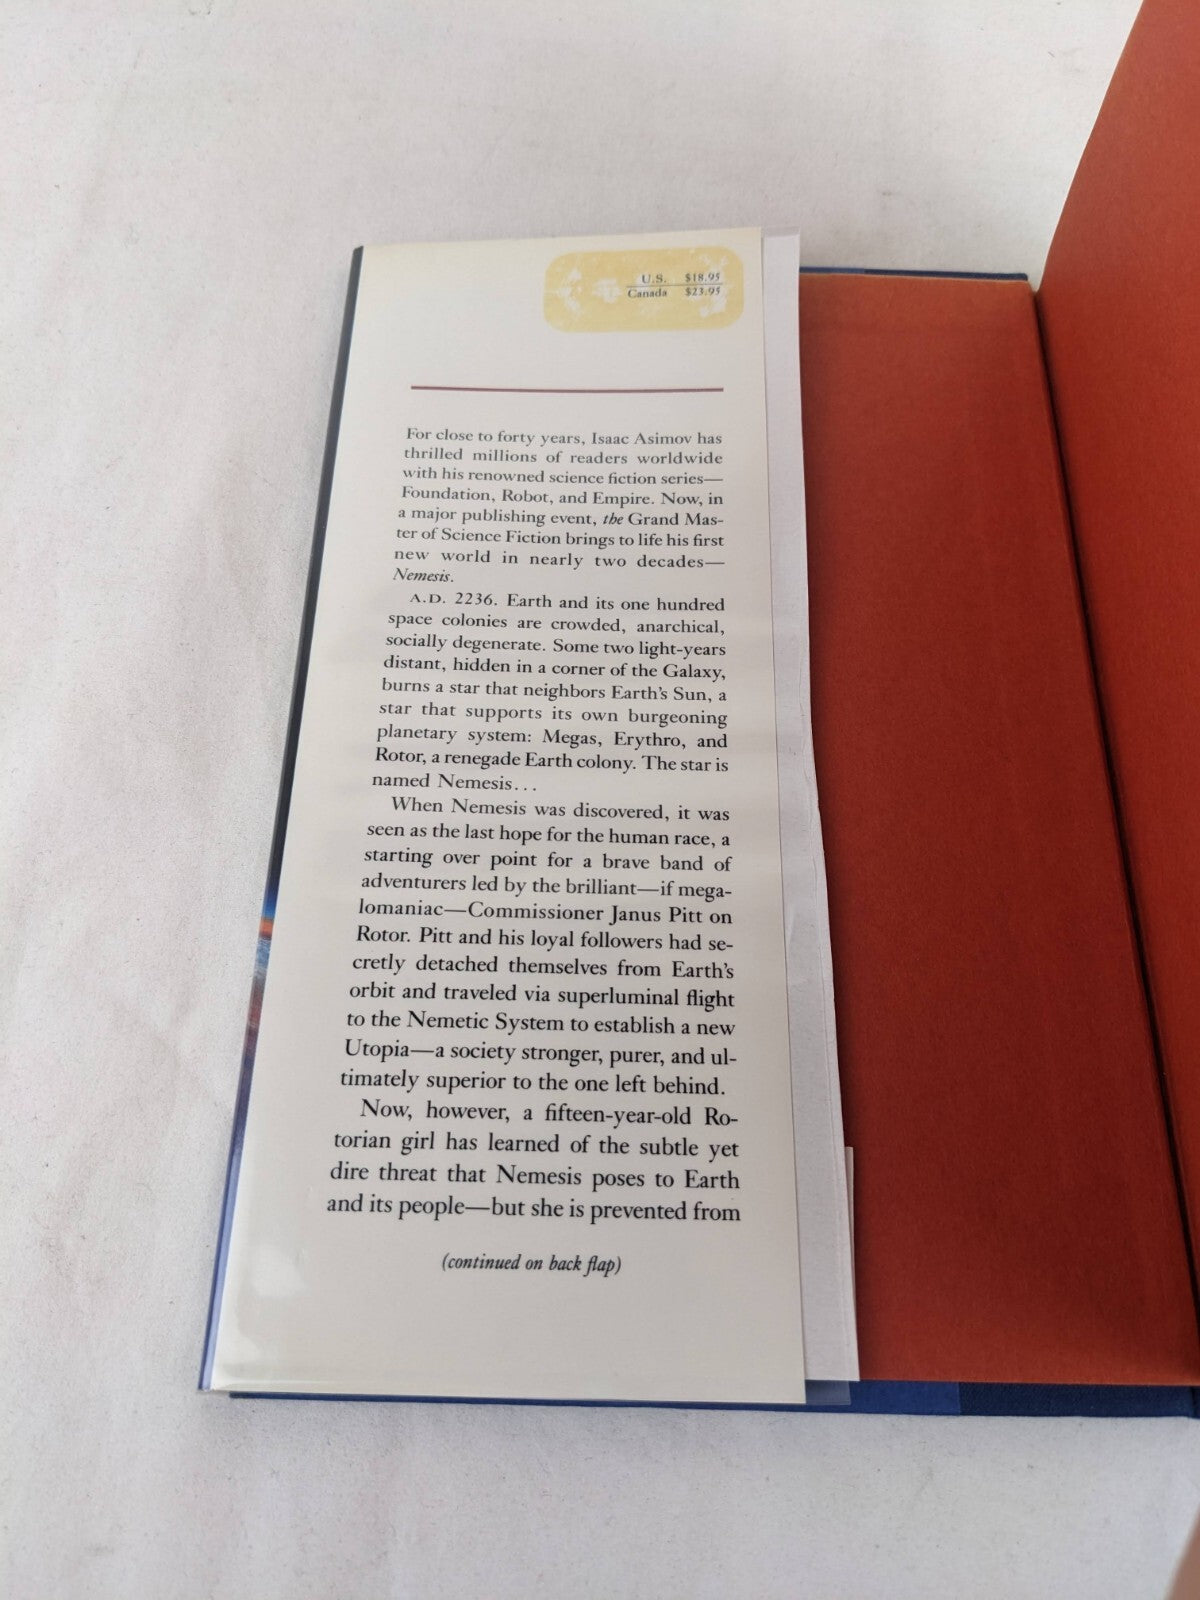 U.S. $18.95
Canada $23.95
For close to forty years, Isaac Asimov has
thrilled millions of readers worldwide
with his renowned science fiction series—
Foundation, Robot, and Empire. Now, in
a major publishing event, the Grand Mas-
ter of Science Fiction brings to life his first
new world in nearly two decades—
Nemesis.
A.D. 2236. Earth and its one hundred
space colonies are crowded, anarchical,
socially degenerate. Some two light-years
distant, hidden in a corner of the Galaxy,
burns a star that neighbors Earth's Sun, a
star that supports its own burgeoning
planetary system: Megas, Erythro, and
Rotor, a renegade Earth colony. The star is
named Nemesis...
When Nemesis was discovered, it was
seen as the last hope for the human race, a
starting over point for a brave band of
adventurers led by the brilliant—if mega-
lomaniac—Commissioner Janus Pitt on
Rotor. Pitt and his loyal followers had se-
cretly detached themselves from Earth's
orbit and traveled via superluminal flight
to the Nemetic System to establish a new
Utopia—a society stronger, purer, and ul-
timately superior to the one left behind.
Now, however, a fifteen-year-old Ro-
torian girl has learned of the subtle yet
dire threat that Nemesis poses to Earth
and its people—but she is prevented from
(continued on back flap)